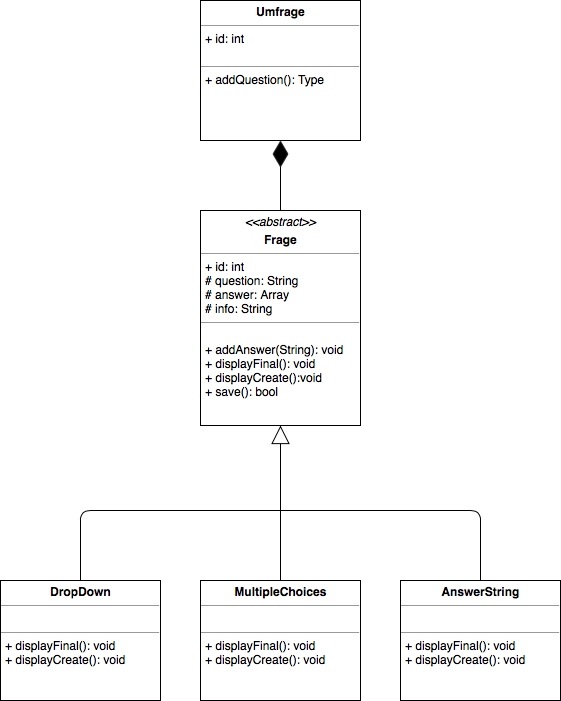 Umfrage
+ id: int
+ addQuestion(): Type
<<abstract>>
Frage
+ id: int
# question: String
# answer: Array
# info: String
+ addAnswer(String): void
+ displayFinal(): void
+ displayCreate():void
+ save(): bool
DropDown
+ displayFinal(): void
+ displayCreate(): void
MultipleChoices
+ displayFinal(): void
+ displayCreate(): void
AnswerString
+ displayFinal(): void
+ displayCreate(): void